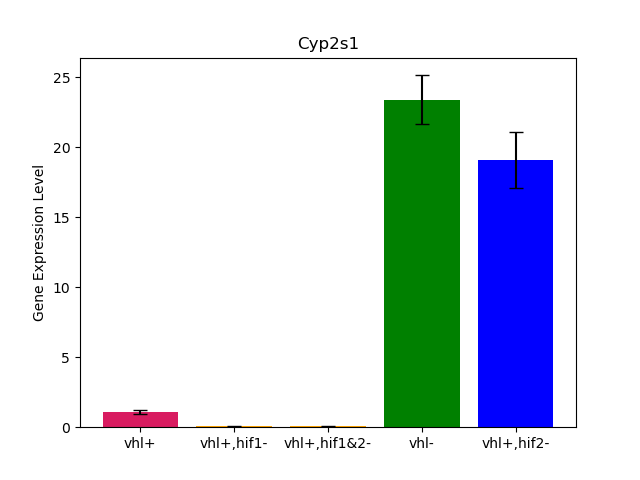 Cyp2s1
Gene Expression Level
25
20
15
10
5
0
vhl+
vhl+,hif1-
vhl+,hif1&2-
vhl-
vhl+,hif2-